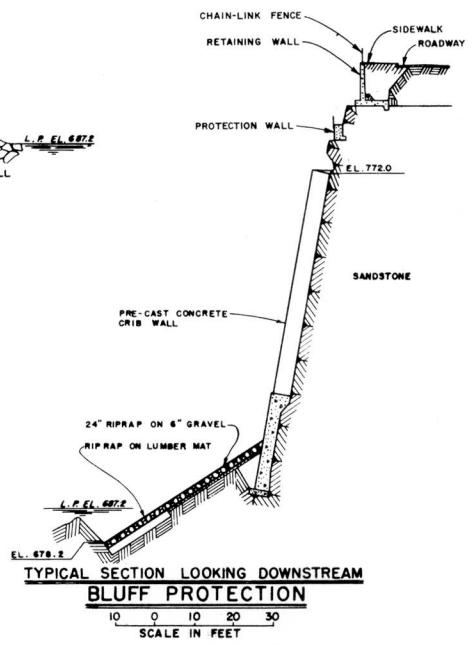 CHAIN-LINK FENCE
SIDEWALK
RETAINING WALL
ROADWAY
L.P. EL. 687.2
PROTECTION WALL
LL
EL. 772.0
SANDSTONE
PRE-CAST CONCRETE
CRIB WALL
24" RIPRAP ON 6" GRAVEL
RIPRAP ON LUMBER MAT
L.P. EL. 687.2
EL. 678.2
TYPICAL SECTION LOOKING DOWNSTREAM
BLUFF PROTECTION
10 0 10 20 30
SCALE IN FEET